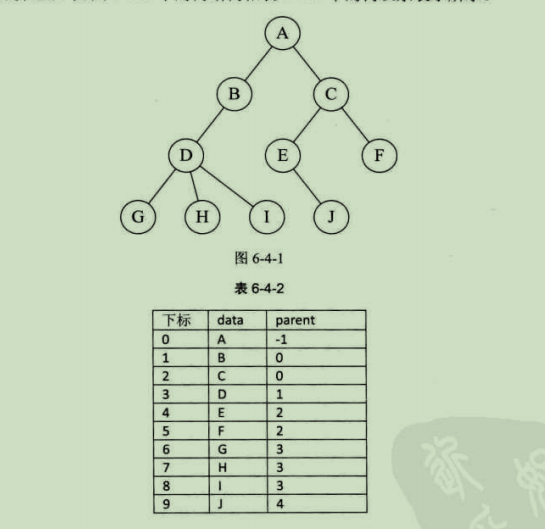 A
B C
D E F
G H I J
图 6-4-1
表 6-4-2
下标 data parent
0 A -1
1 B 0
2 C 0
3 D 1
4 E 2
5 F 2
6 G 3
7 H 3
8 I 3
9 J 4